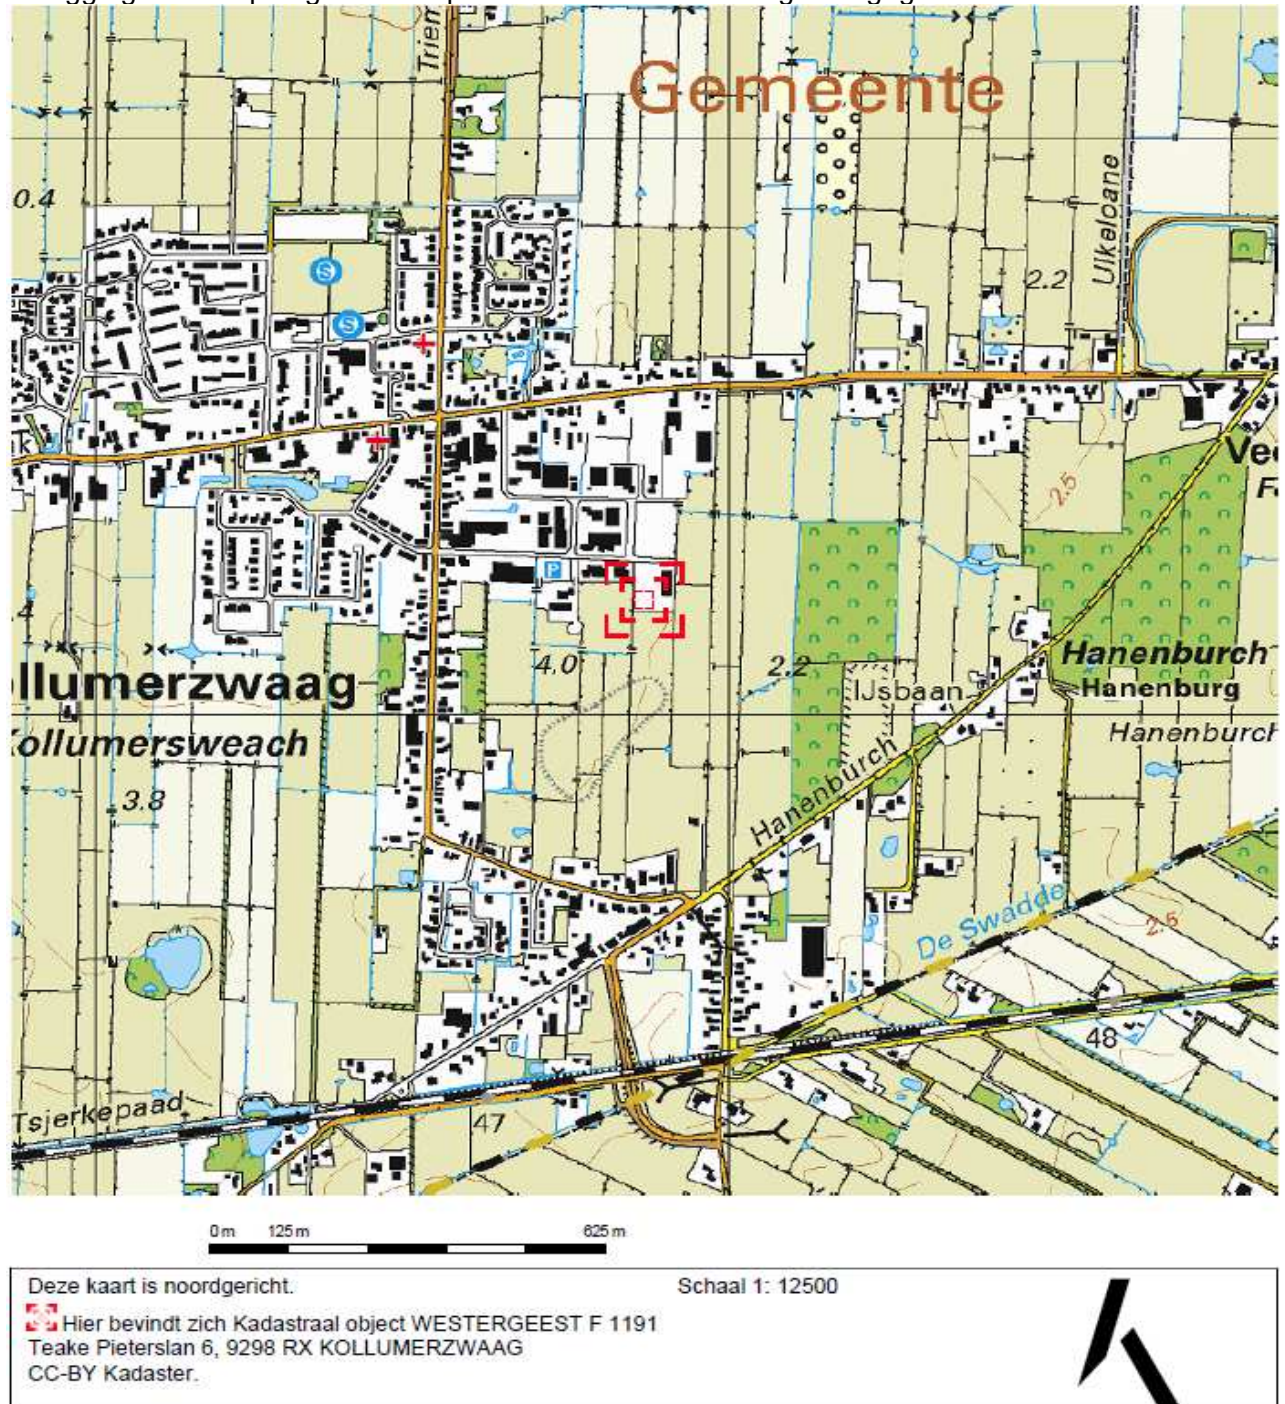 Triem
Gemeente
0.4
Ulkeloane
2.2
S
S
k
2.5
P
4.0
2.2
Hanenburch
Hanenburg
Hanenburch
IJsbaan
llumerzwaag
ollumersweach
3.8
Hanenburch
De Swadde
2.5
48
Tsjerkepaad
47
0m 125m 625m
Deze kaart is noordgericht. Schaal 1: 12500
Hier bevindt zich Kadastraal object WESTERGEEST F 1191
Teake Pieterslan 6, 9298 RX KOLLUMERZWAAG
CC-BY Kadaster.